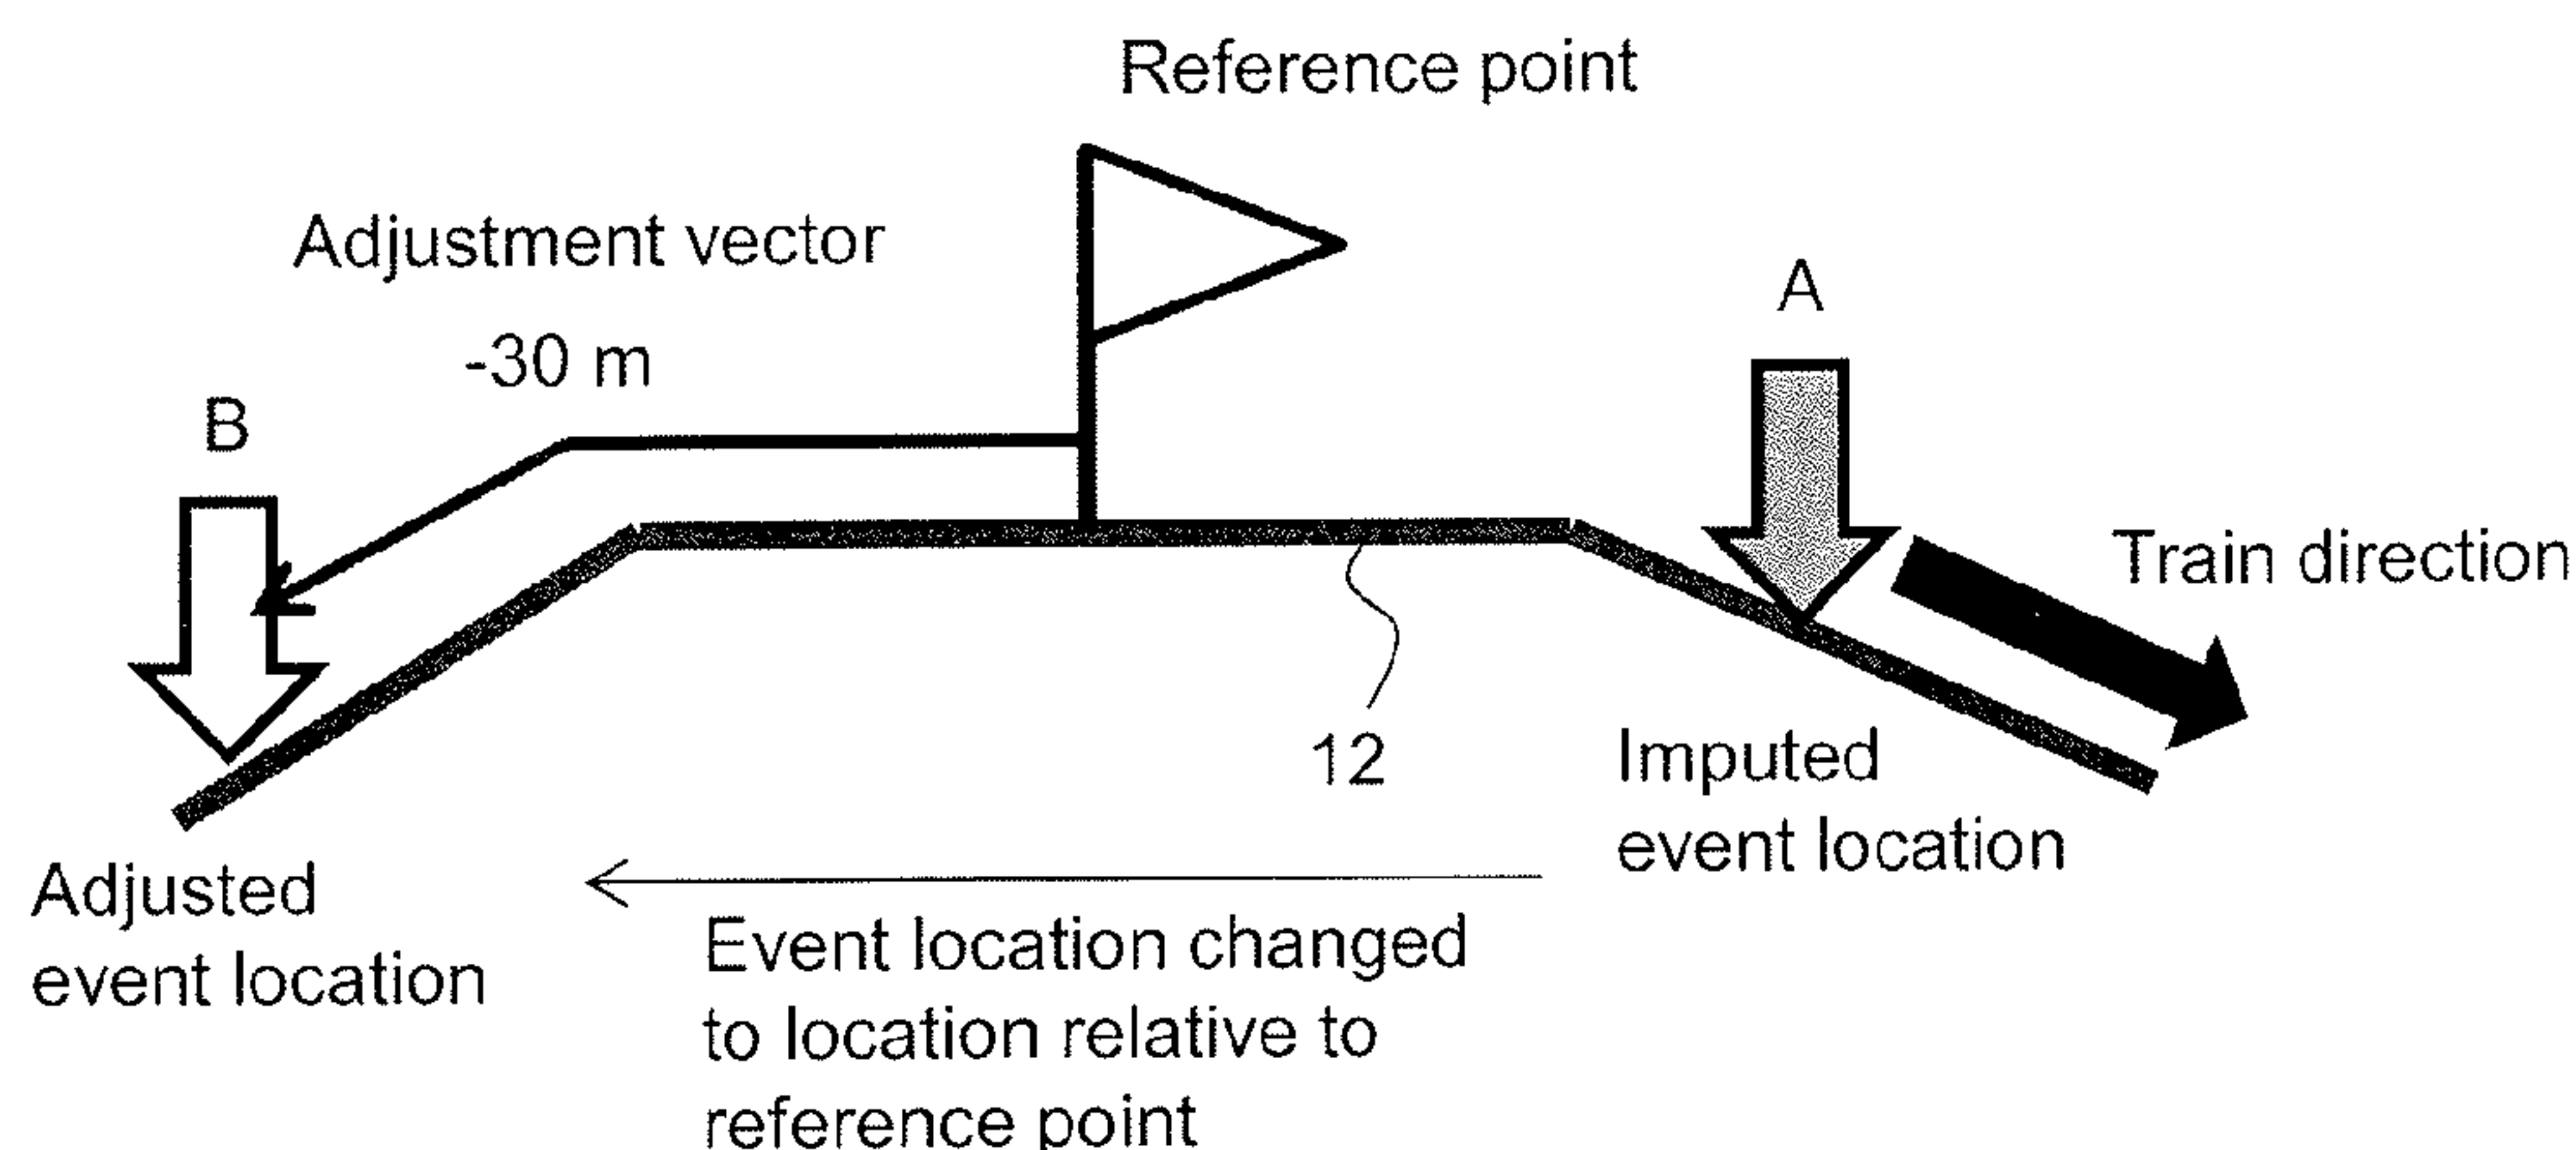 Reference point
Adjustment vector
-30 m
A
B
Train direction
12
Imputed
event location
Adjusted
event location
Event location changed
to location relative to
reference point